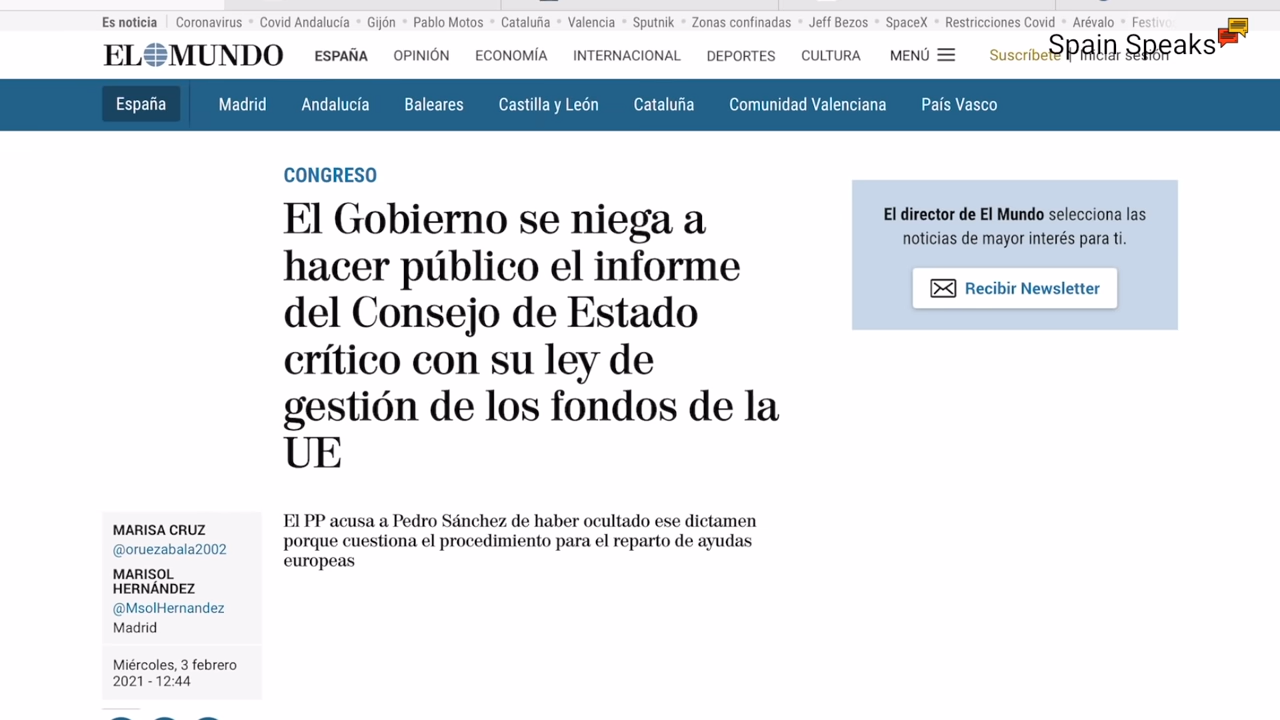 Es noticia Coronavirus Covid Andalucía Gijón Pablo Motos Cataluña Valencia Sputnik Zonas confinadas Jeff Bezos SpaceX Restricciones Covid Arévalo Festivo
EL MUNDO ESPAÑA OPINIÓN ECONOMÍA INTERNACIONAL DEPORTES CULTURA MENÚ Suscríbete | Iniciar sesión
Spain Speaks
España Madrid Andalucía Baleares Castilla y León Cataluña Comunidad Valenciana País Vasco
CONGRESO
El Gobierno se niega a
hacer público el informe
del Consejo de Estado
crítico con su ley de
gestión de los fondos de la
UE
El PP acusa a Pedro Sánchez de haber ocultado ese dictamen
porque cuestiona el procedimiento para el reparto de ayudas
europeas
El director de El Mundo selecciona las
noticias de mayor interés para ti.
Recibir Newsletter
MARISA CRUZ
@oruezabala2002
MARISOL
HERNÁNDEZ
@MsolHernandez
Madrid
Miércoles, 3 febrero
2021 - 12:44